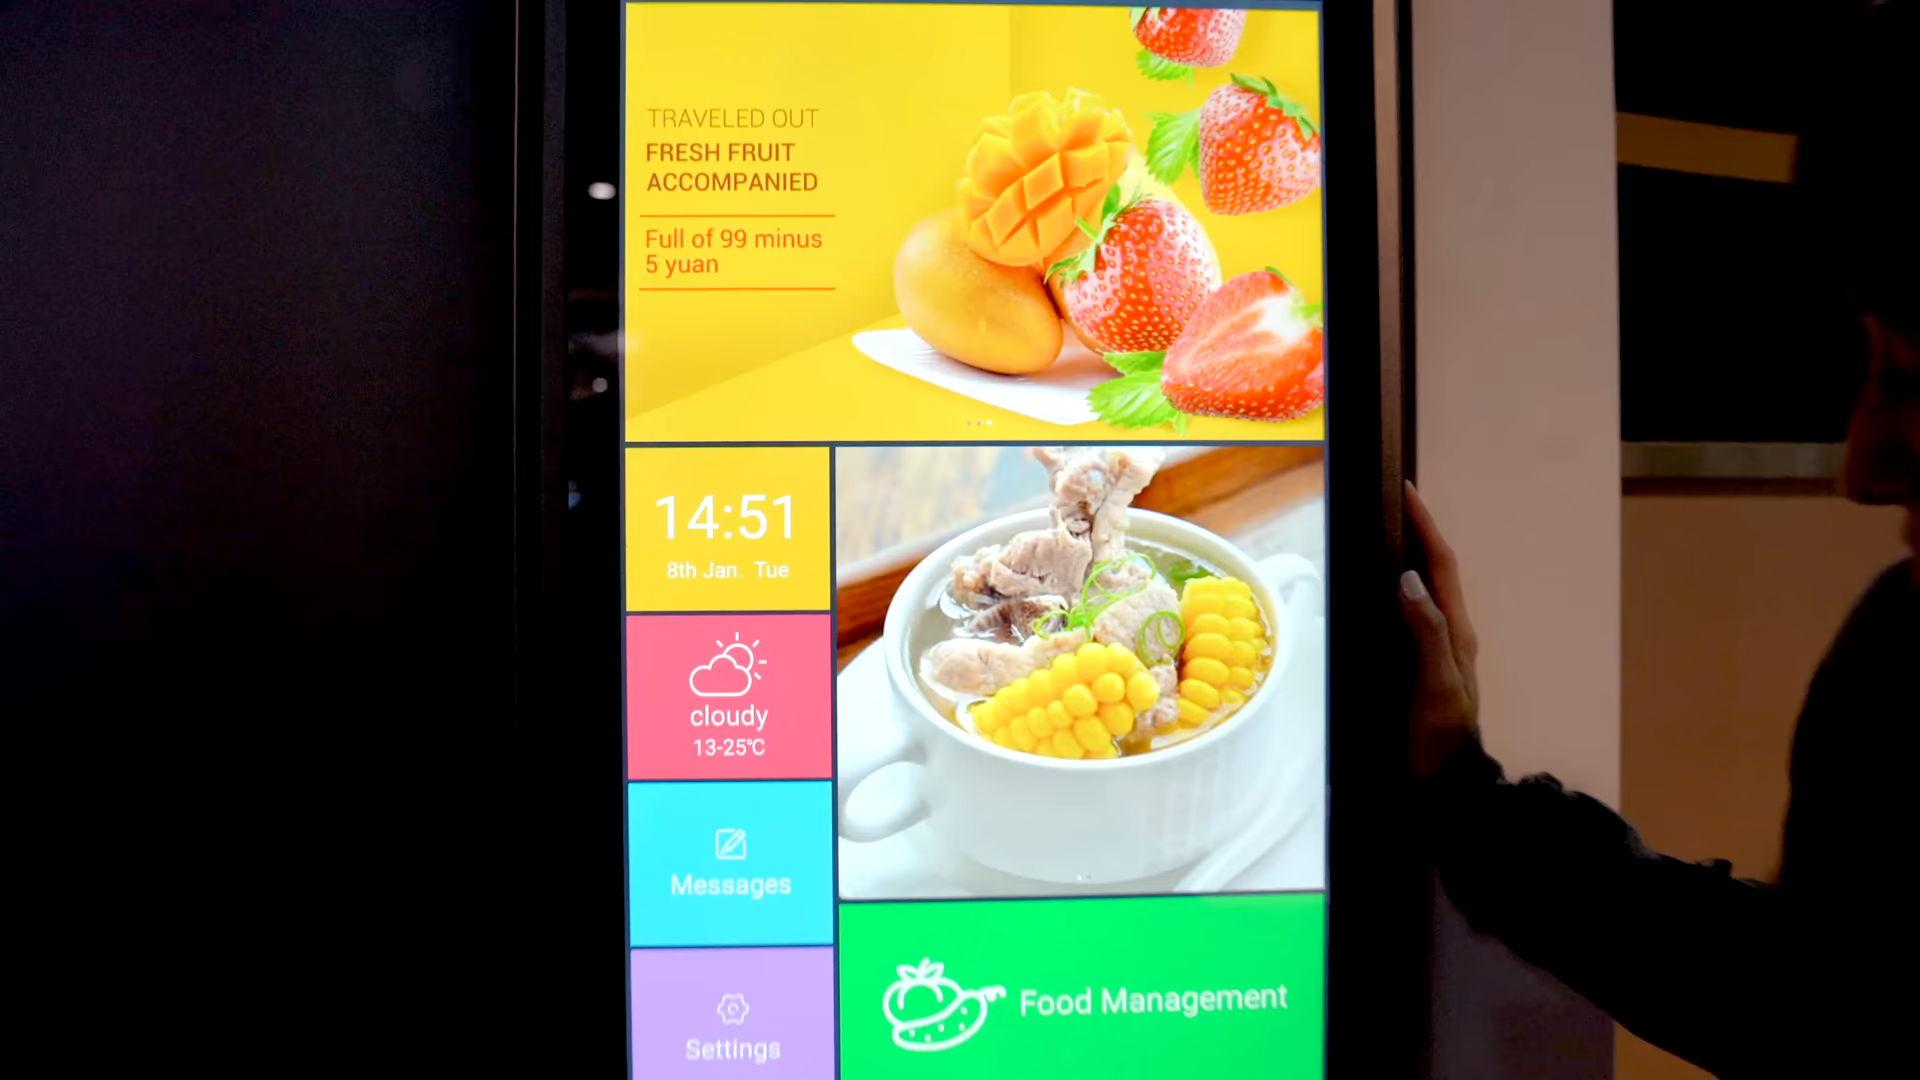 TRAVELED OUT
FRESH FRUIT
ACCOMPANIED
Full of 99 minus
5 yuan
14:51
8th Jan. Tue
cloudy
13-25℃
Messages
Settings
Food Management